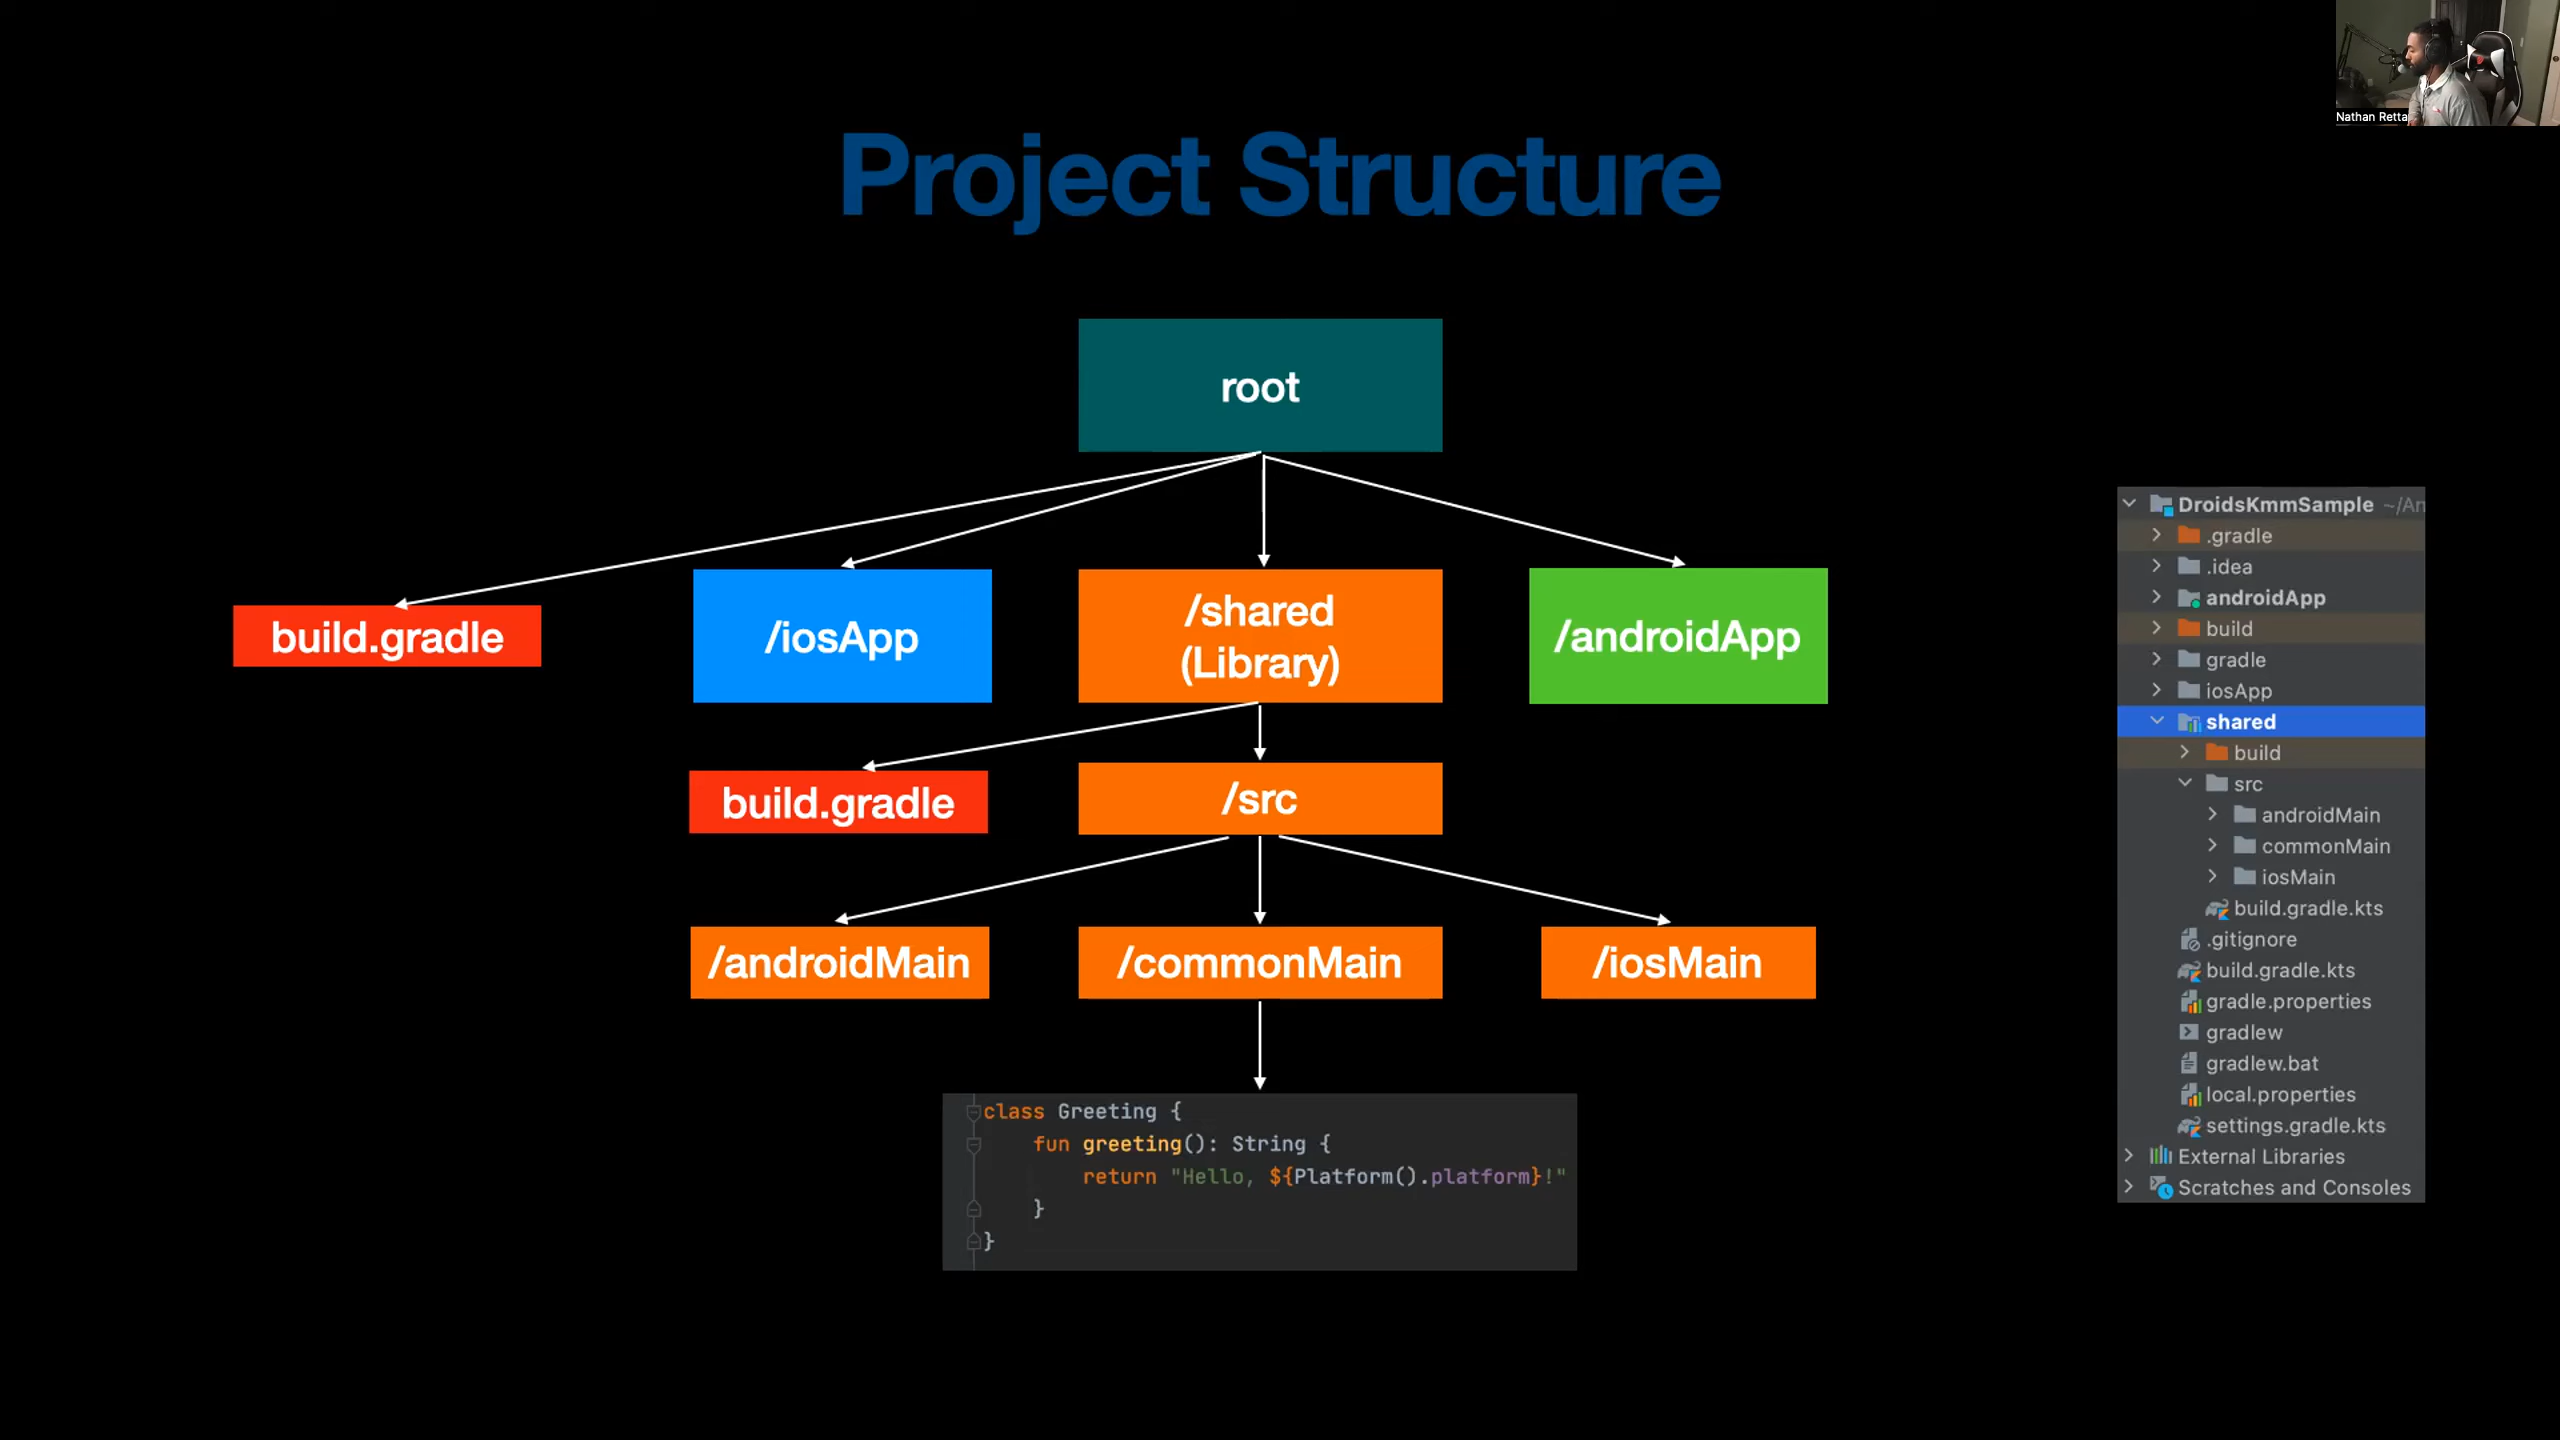 Nathan Retta
Project Structure
root
build.gradle
/iosApp
/shared
(Library)
/androidApp
build.gradle
/src
/androidMain
/commonMain
/iosMain
class Greeting {
fun greeting(): String {
return "Hello, ${Platform().platform}!"
}
}
DroidsKmmSample ~/An
.gradle
.idea
androidApp
build
gradle
iosApp
shared
build
src
androidMain
commonMain
iosMain
build.gradle.kts
.gitignore
build.gradle.kts
gradle.properties
gradlew
gradlew.bat
local.properties
settings.gradle.kts
External Libraries
Scratches and Consoles